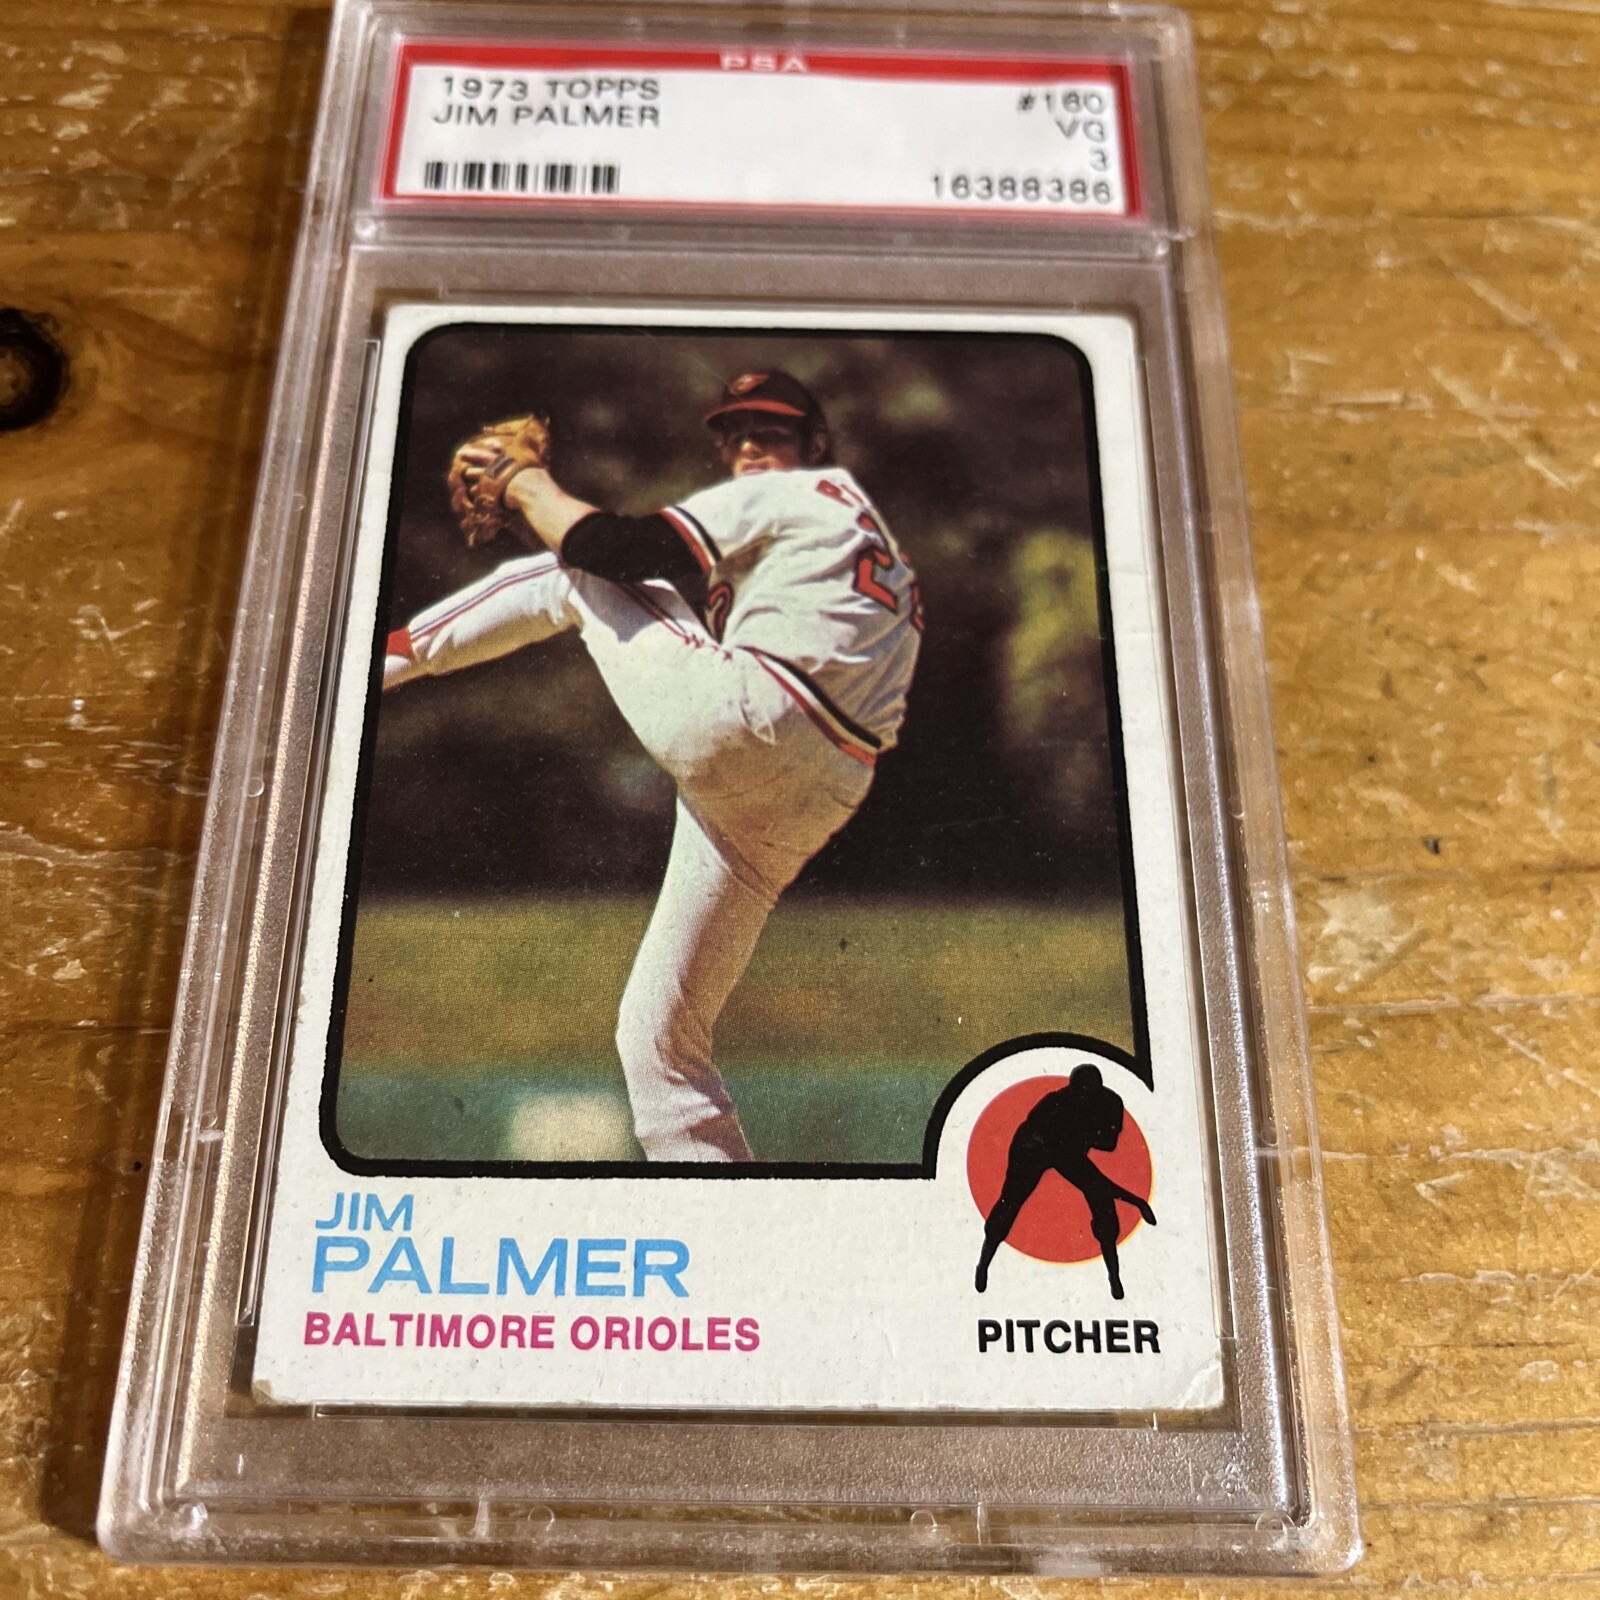 PSA
1973 TOPPS #160
JIM PALMER VG
3
16388386
JIM
PALMER
BALTIMORE ORIOLES
PITCHER